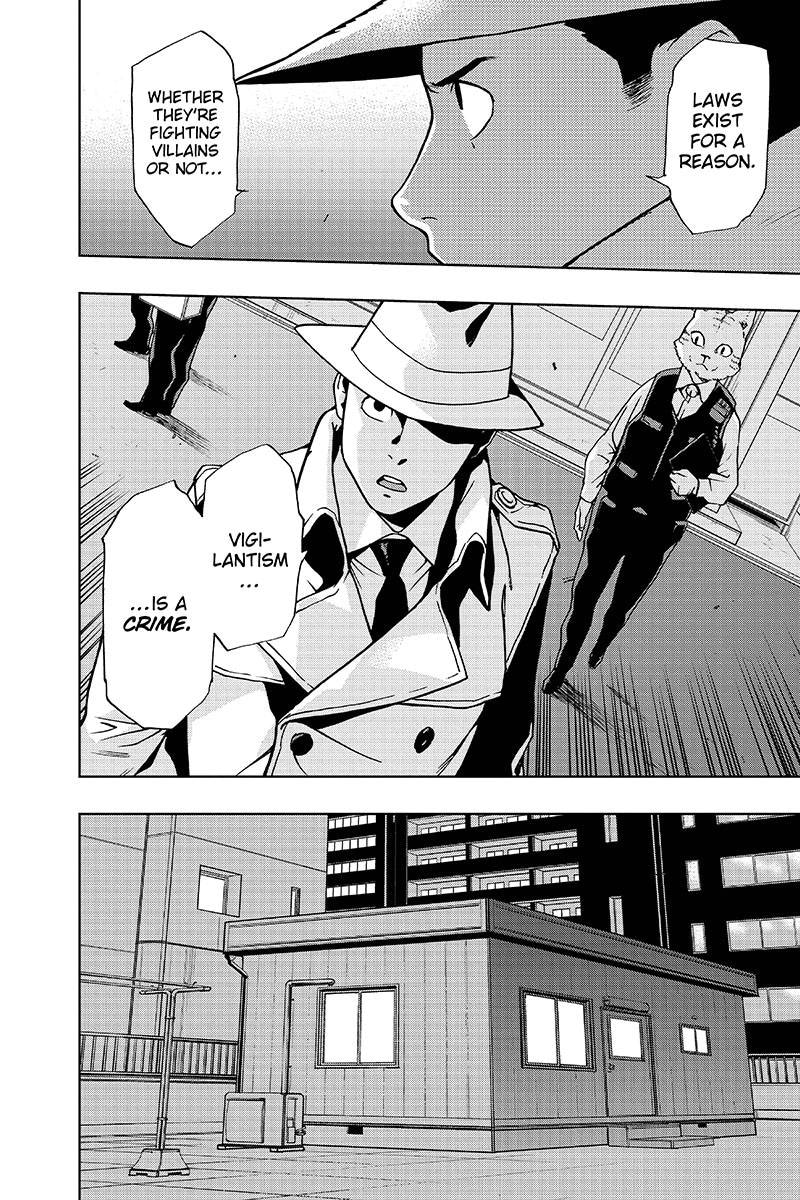 LAWS
EXIST
FOR A
REASON.
WHETHER
THEY'RE
FIGHTING
VILLAINS
OR NOT...
VIGI-
LANTISM
...
...IS A
CRIME.